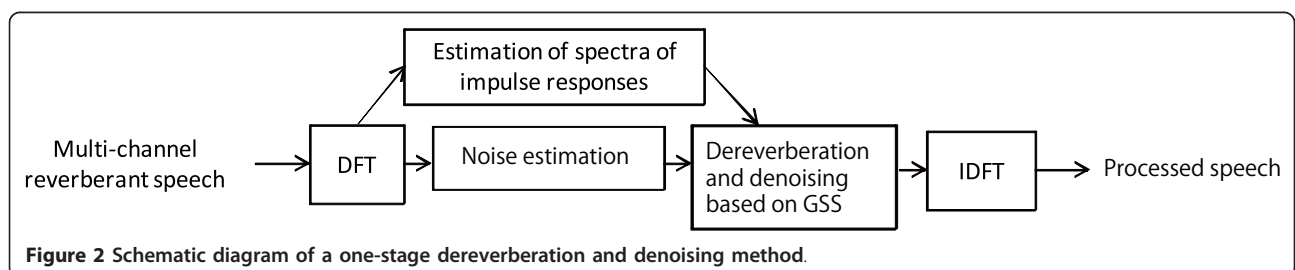 Estimation of spectra of
impulse responses
Multi-channel
reverberant speech
DFT
Noise estimation
Dereverberation
and denoising
based on GSS
IDFT
Processed speech
Figure 2 Schematic diagram of a one-stage dereverberation and denoising method.